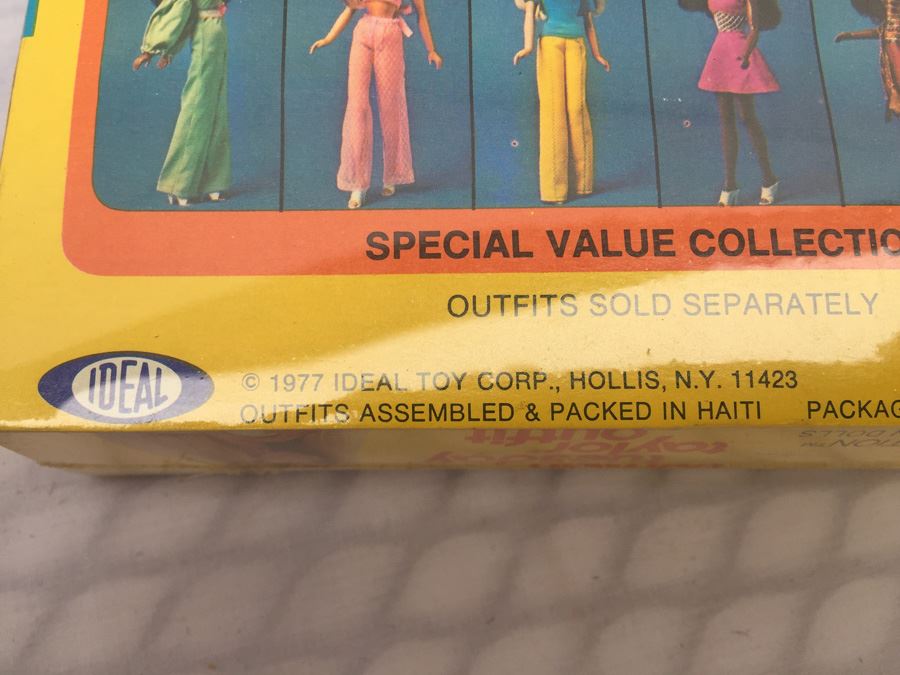 SPECIAL VALUE COLLECTIO
OUTFITS SOLD SEPARATELY
IDEAL
© 1977 IDEAL TOY CORP., HOLLIS, N.Y. 11423
OUTFITS ASSEMBLED & PACKED IN HAITI PACKAG
outfit